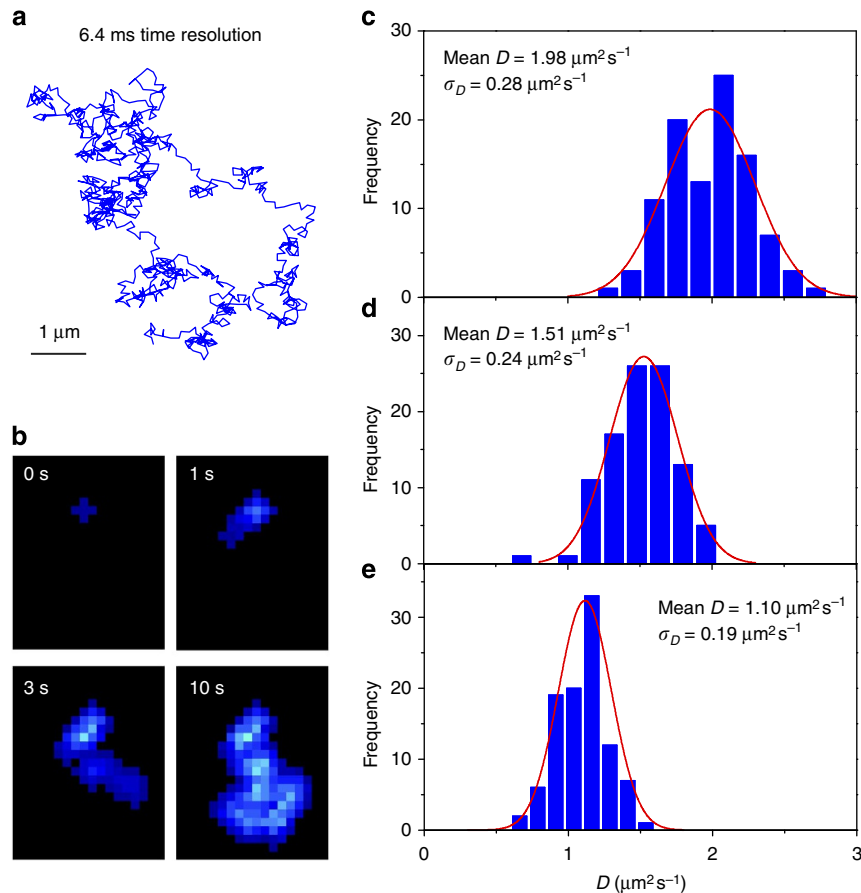 a
6.4 ms time resolution
1 μm
b
0 s
1 s
3 s
10 s
c
30
20
10
0
Frequency
Mean D = 1.98 μm²s⁻¹
σD = 0.28 μm²s⁻¹
d
30
20
10
0
Frequency
Mean D = 1.51 μm²s⁻¹
σD = 0.24 μm²s⁻¹
e
30
20
10
0
Frequency
Mean D = 1.10 μm²s⁻¹
σD = 0.19 μm²s⁻¹
0 1 2 3
D (μm²s⁻¹)